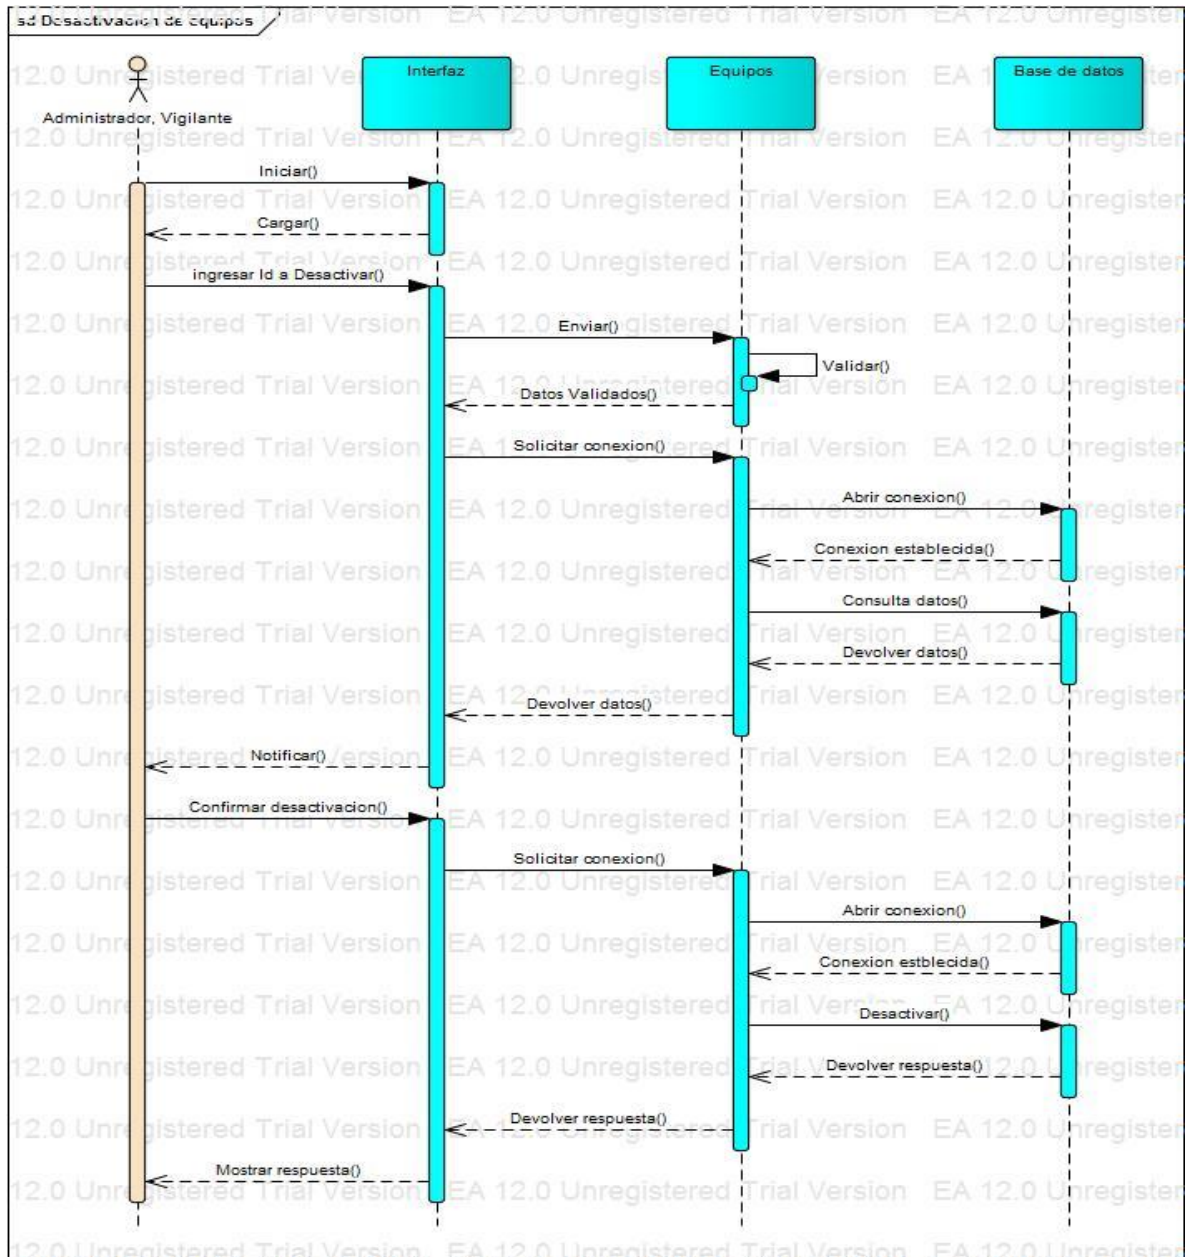 sd Desactivacion de equipos
Administrador, Vigilante
Interfaz
Equipos
Base de datos
Iniciar()
Cargar()
ingresar Id a Desactivar()
Enviar()
Validar()
Datos Validados()
Solicitar conexion()
Abrir conexion()
Conexion establecida()
Consulta datos()
Devolver datos()
Devolver datos()
Notificar()
Confirmar desactivacion()
Solicitar conexion()
Abrir conexion()
Conexion estblecida()
Desactivar()
Devolver respuesta()
Devolver respuesta()
Mostrar respuesta()
EA 12.0 Unregistered Trial Version